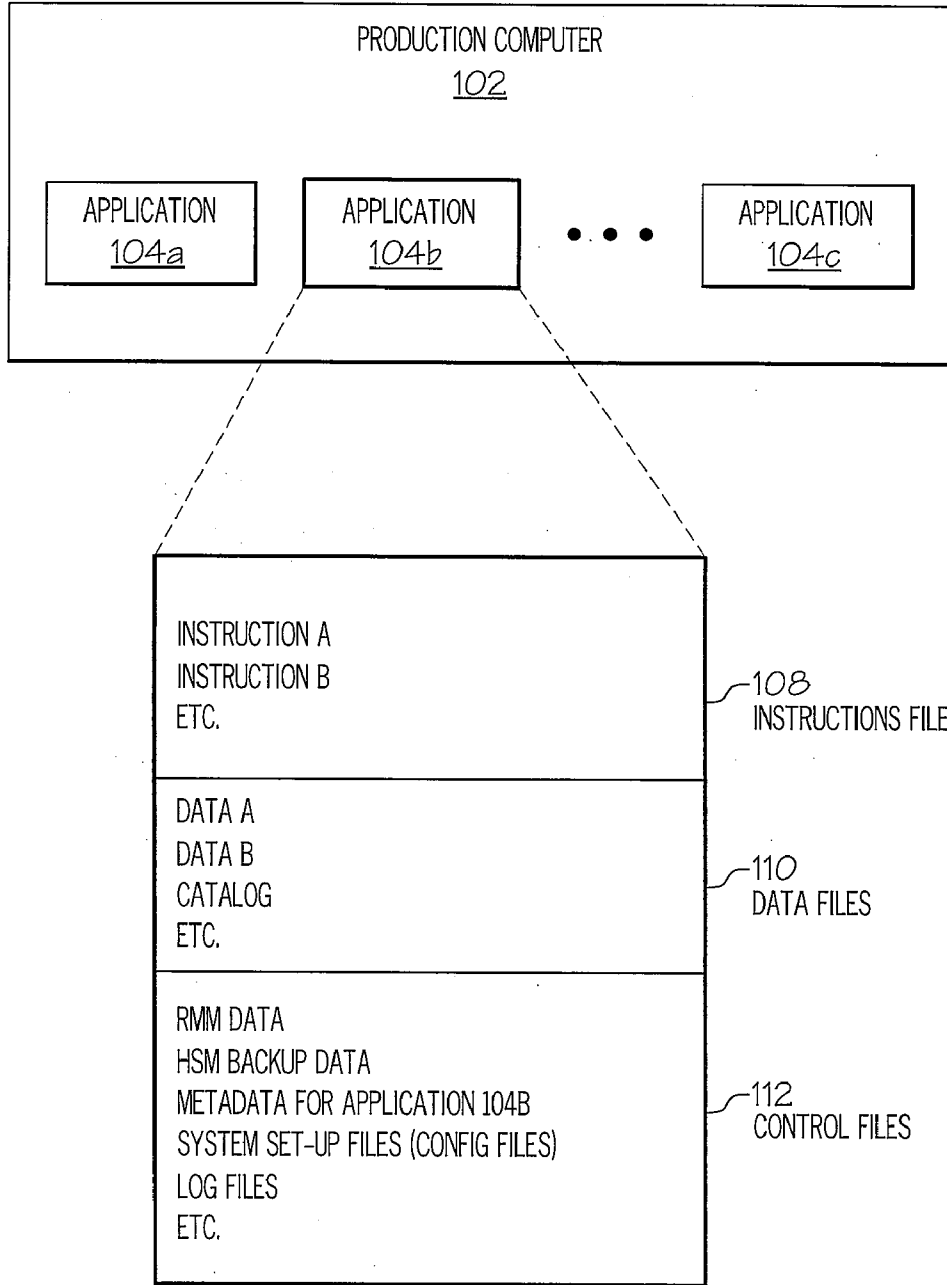 PRODUCTION COMPUTER
102
APPLICATION
104a
APPLICATION
104b
APPLICATION
104c
INSTRUCTION A
INSTRUCTION B
ETC.
108
INSTRUCTIONS FILE
DATA A
DATA B
CATALOG
ETC.
110
DATA FILES
RMM DATA
HSM BACKUP DATA
METADATA FOR APPLICATION 104B
SYSTEM SET-UP FILES (CONFIG FILES)
LOG FILES
ETC.
112
CONTROL FILES